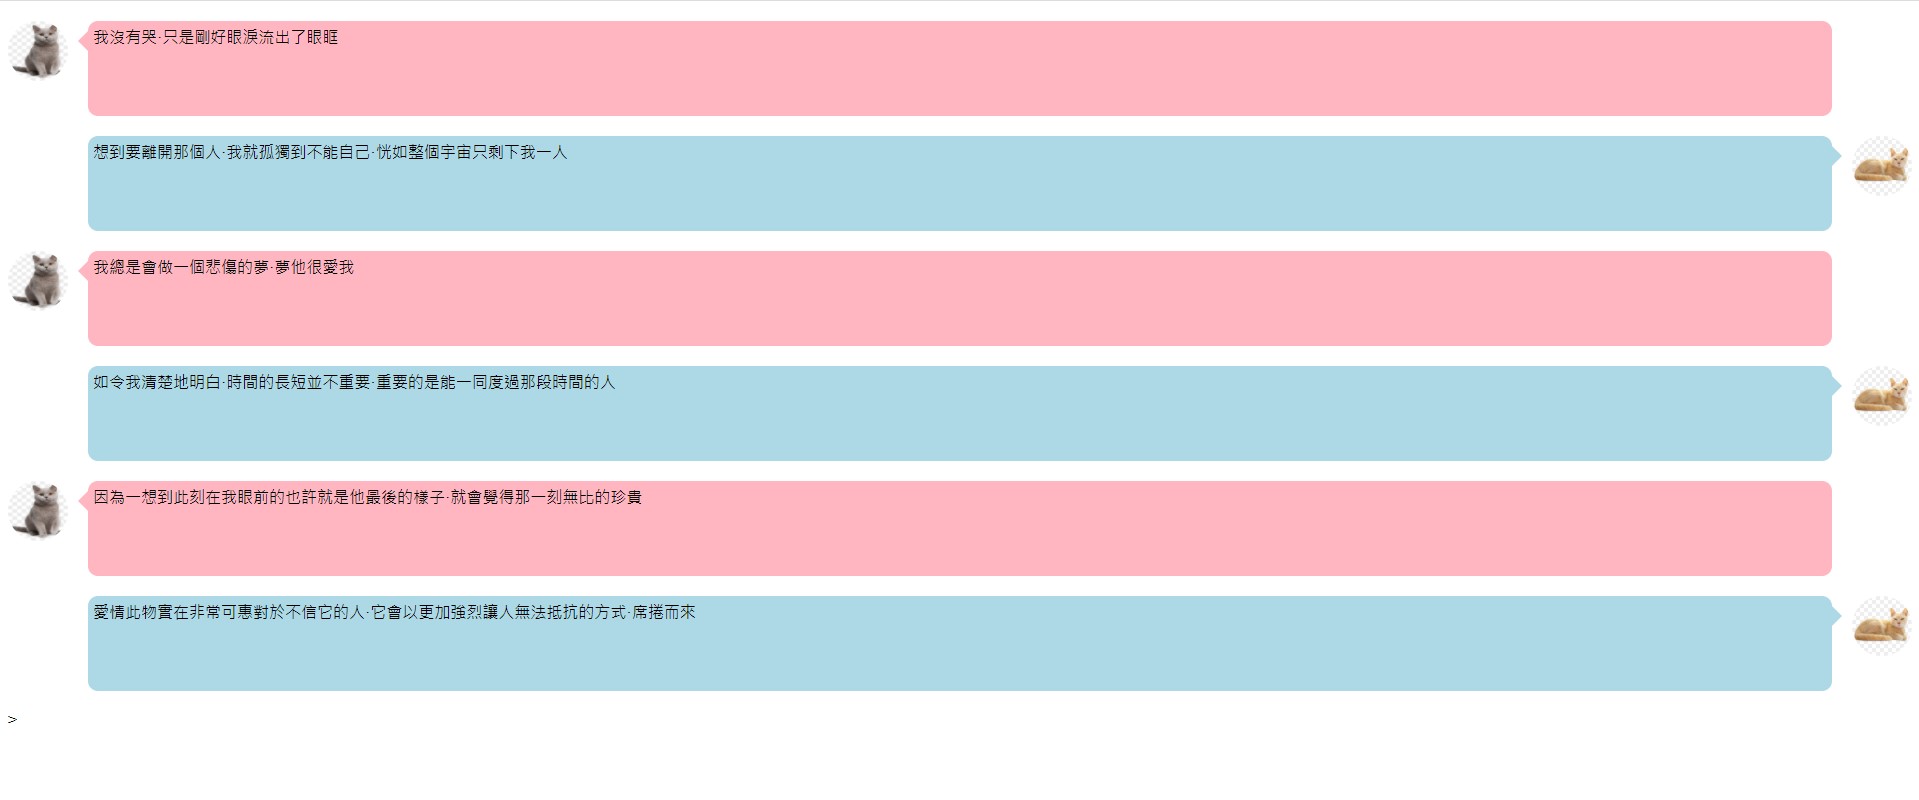 我沒有哭‧只是剛好眼淚流出了眼眶
想到要離開那個人‧我就孤獨到不能自己‧恍如整個宇宙只剩下我一人
我總是會做一個悲傷的夢‧夢他很愛我
如今我清楚地明白‧時間的長短並不重要‧重要的是能一同度過那段時間的人
因為一想到此刻在我眼前的也許就是他最後的樣子‧就會覺得那一刻無比的珍貴
愛情此物實在非常可惠對於不信它的人‧它會以更加強烈讓人無法抵抗的方式‧席捲而來
>